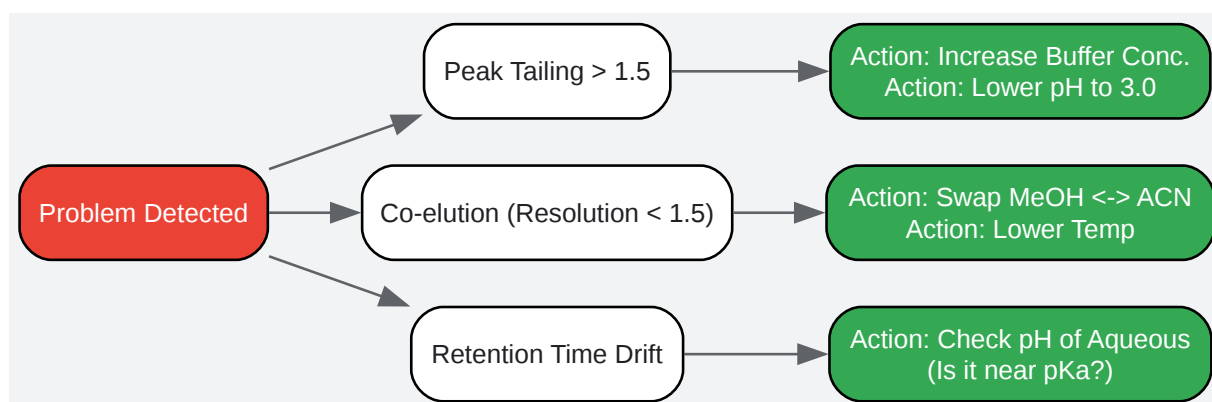 Problem Detected
Peak Tailing > 1.5
Action: Increase Buffer Conc.
Action: Lower pH to 3.0
Co-elution (Resolution < 1.5)
Action: Swap MeOH <-> ACN
Action: Lower Temp
Retention Time Drift
Action: Check pH of Aqueous
(Is it near pKa?)